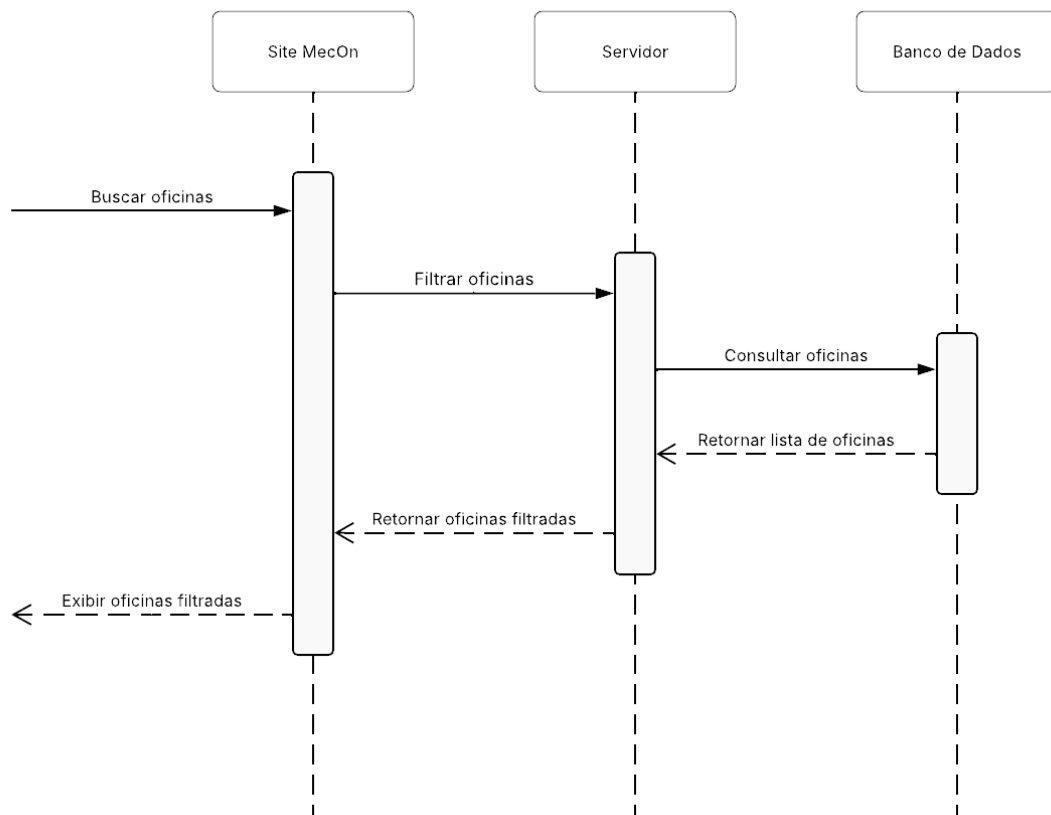 Site MecOn
Servidor
Banco de Dados
Buscar oficinas
Filtrar oficinas
Consultar oficinas
Retornar lista de oficinas
Retornar oficinas filtradas
Exibir oficinas filtradas